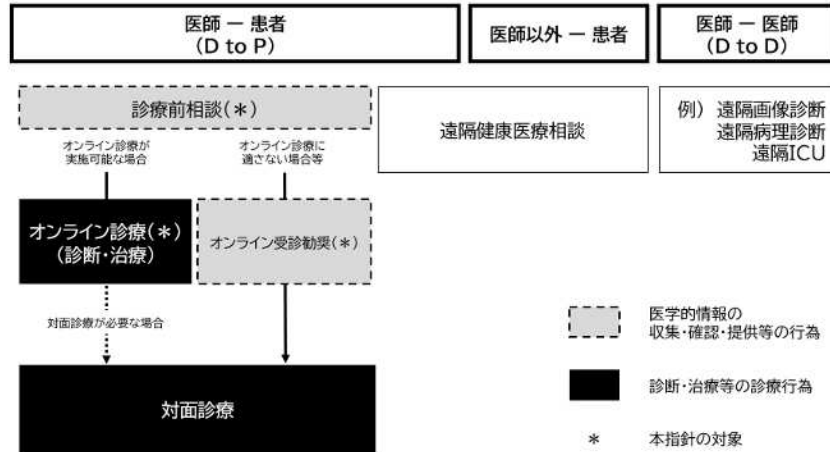 医師 ー 患者
(D to P)
医師以外 ー 患者
医師 ー 医師
(D to D)
診療前相談(＊)
遠隔健康医療相談
例) 遠隔画像診断
遠隔病理診断
遠隔ICU
オンライン診療が
実施可能な場合
オンライン診療に
適さない場合等
オンライン診療(＊)
(診断・治療)
オンライン受診勧奨(＊)
対面診療が必要な場合
対面診療
医学的情報の
収集・確認・提供等の行為
診断・治療等の診療行為
＊ 本指針の対象